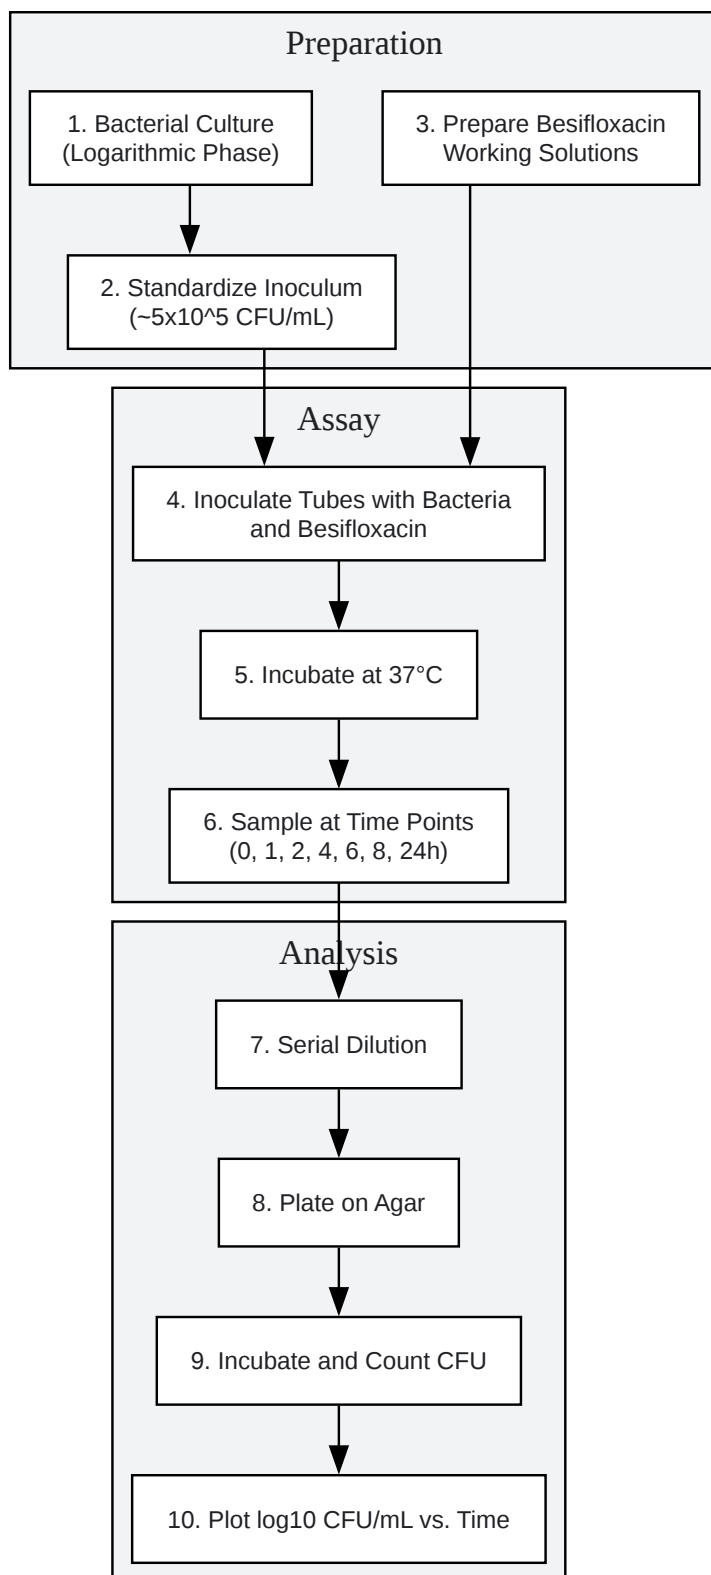 Preparation
1. Bacterial Culture
(Logarithmic Phase)
3. Prepare Besifloxacin
Working Solutions
2. Standardize Inoculum
(~5x10^5 CFU/mL)
Assay
4. Inoculate Tubes with Bacteria
and Besifloxacin
5. Incubate at 37°C
6. Sample at Time Points
(0, 1, 2, 4, 6, 8, 24h)
Analysis
7. Serial Dilution
8. Plate on Agar
9. Incubate and Count CFU
10. Plot log10 CFU/mL vs. Time